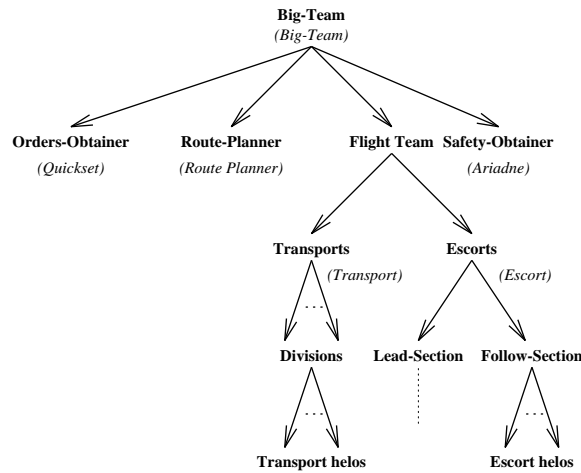 Big-Team
(Big-Team)
Orders-Obtainer Route-Planner Flight Team Safety-Obtainer
(Quickset) (Route Planner) (Ariadne)
Transports Escorts
(Transport) (Escort)
...
Divisions Lead-Section Follow-Section
... ...
Transport helos Escort helos